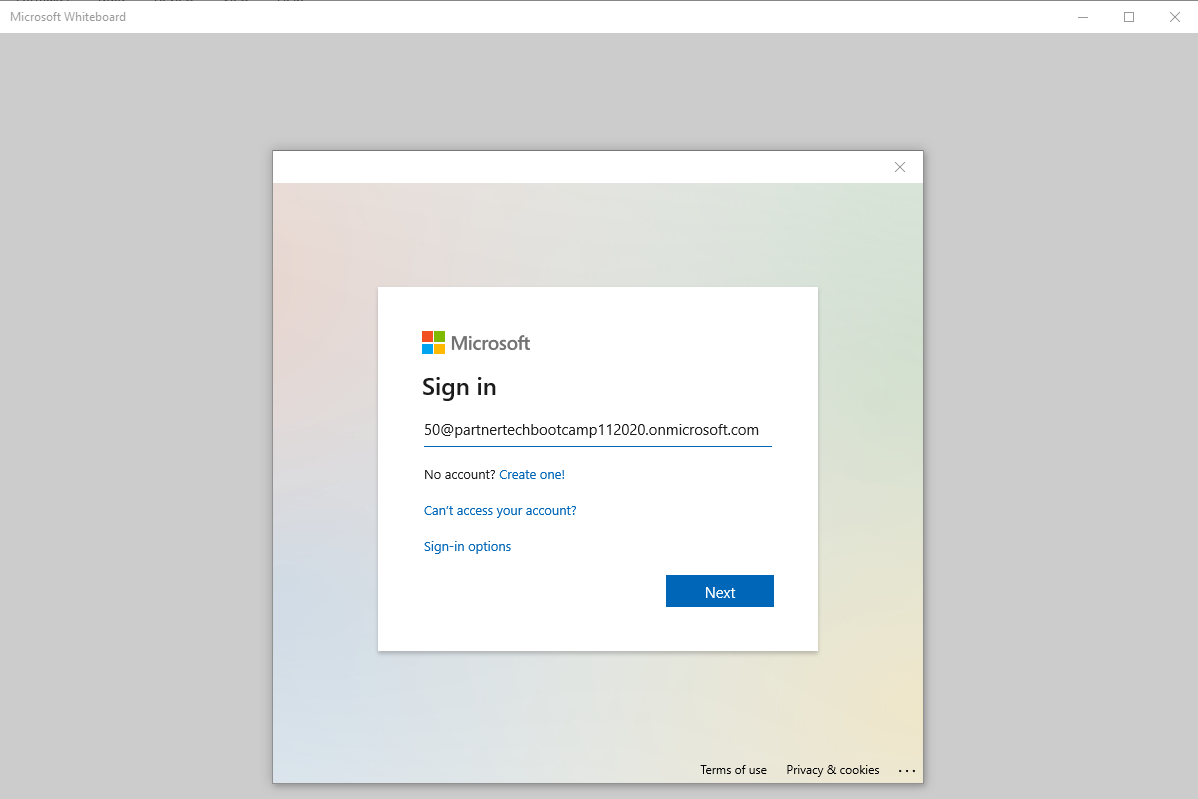 Microsoft Whiteboard
Microsoft
Sign in
50@partnertechbootcamp112020.onmicrosoft.com
No account? Create one!
Can't access your account?
Sign-in options
Next
Terms of use Privacy & cookies ...